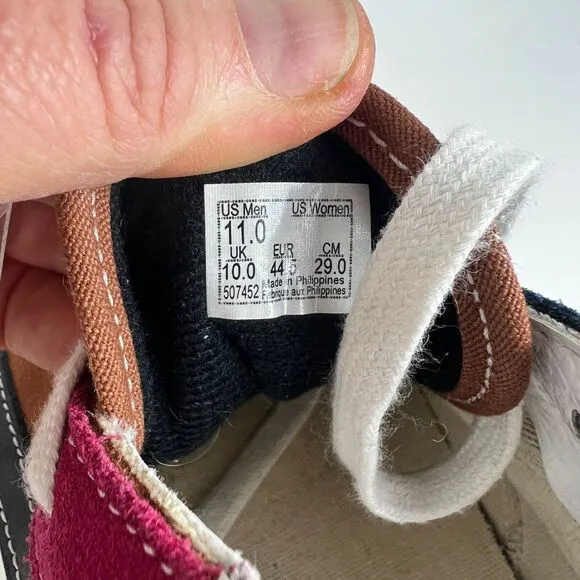 US Men US Women
11.0
UK EUR CM
10.0 44.5 29.0
507452 Made in Philippines
Fabrique aux Philippines